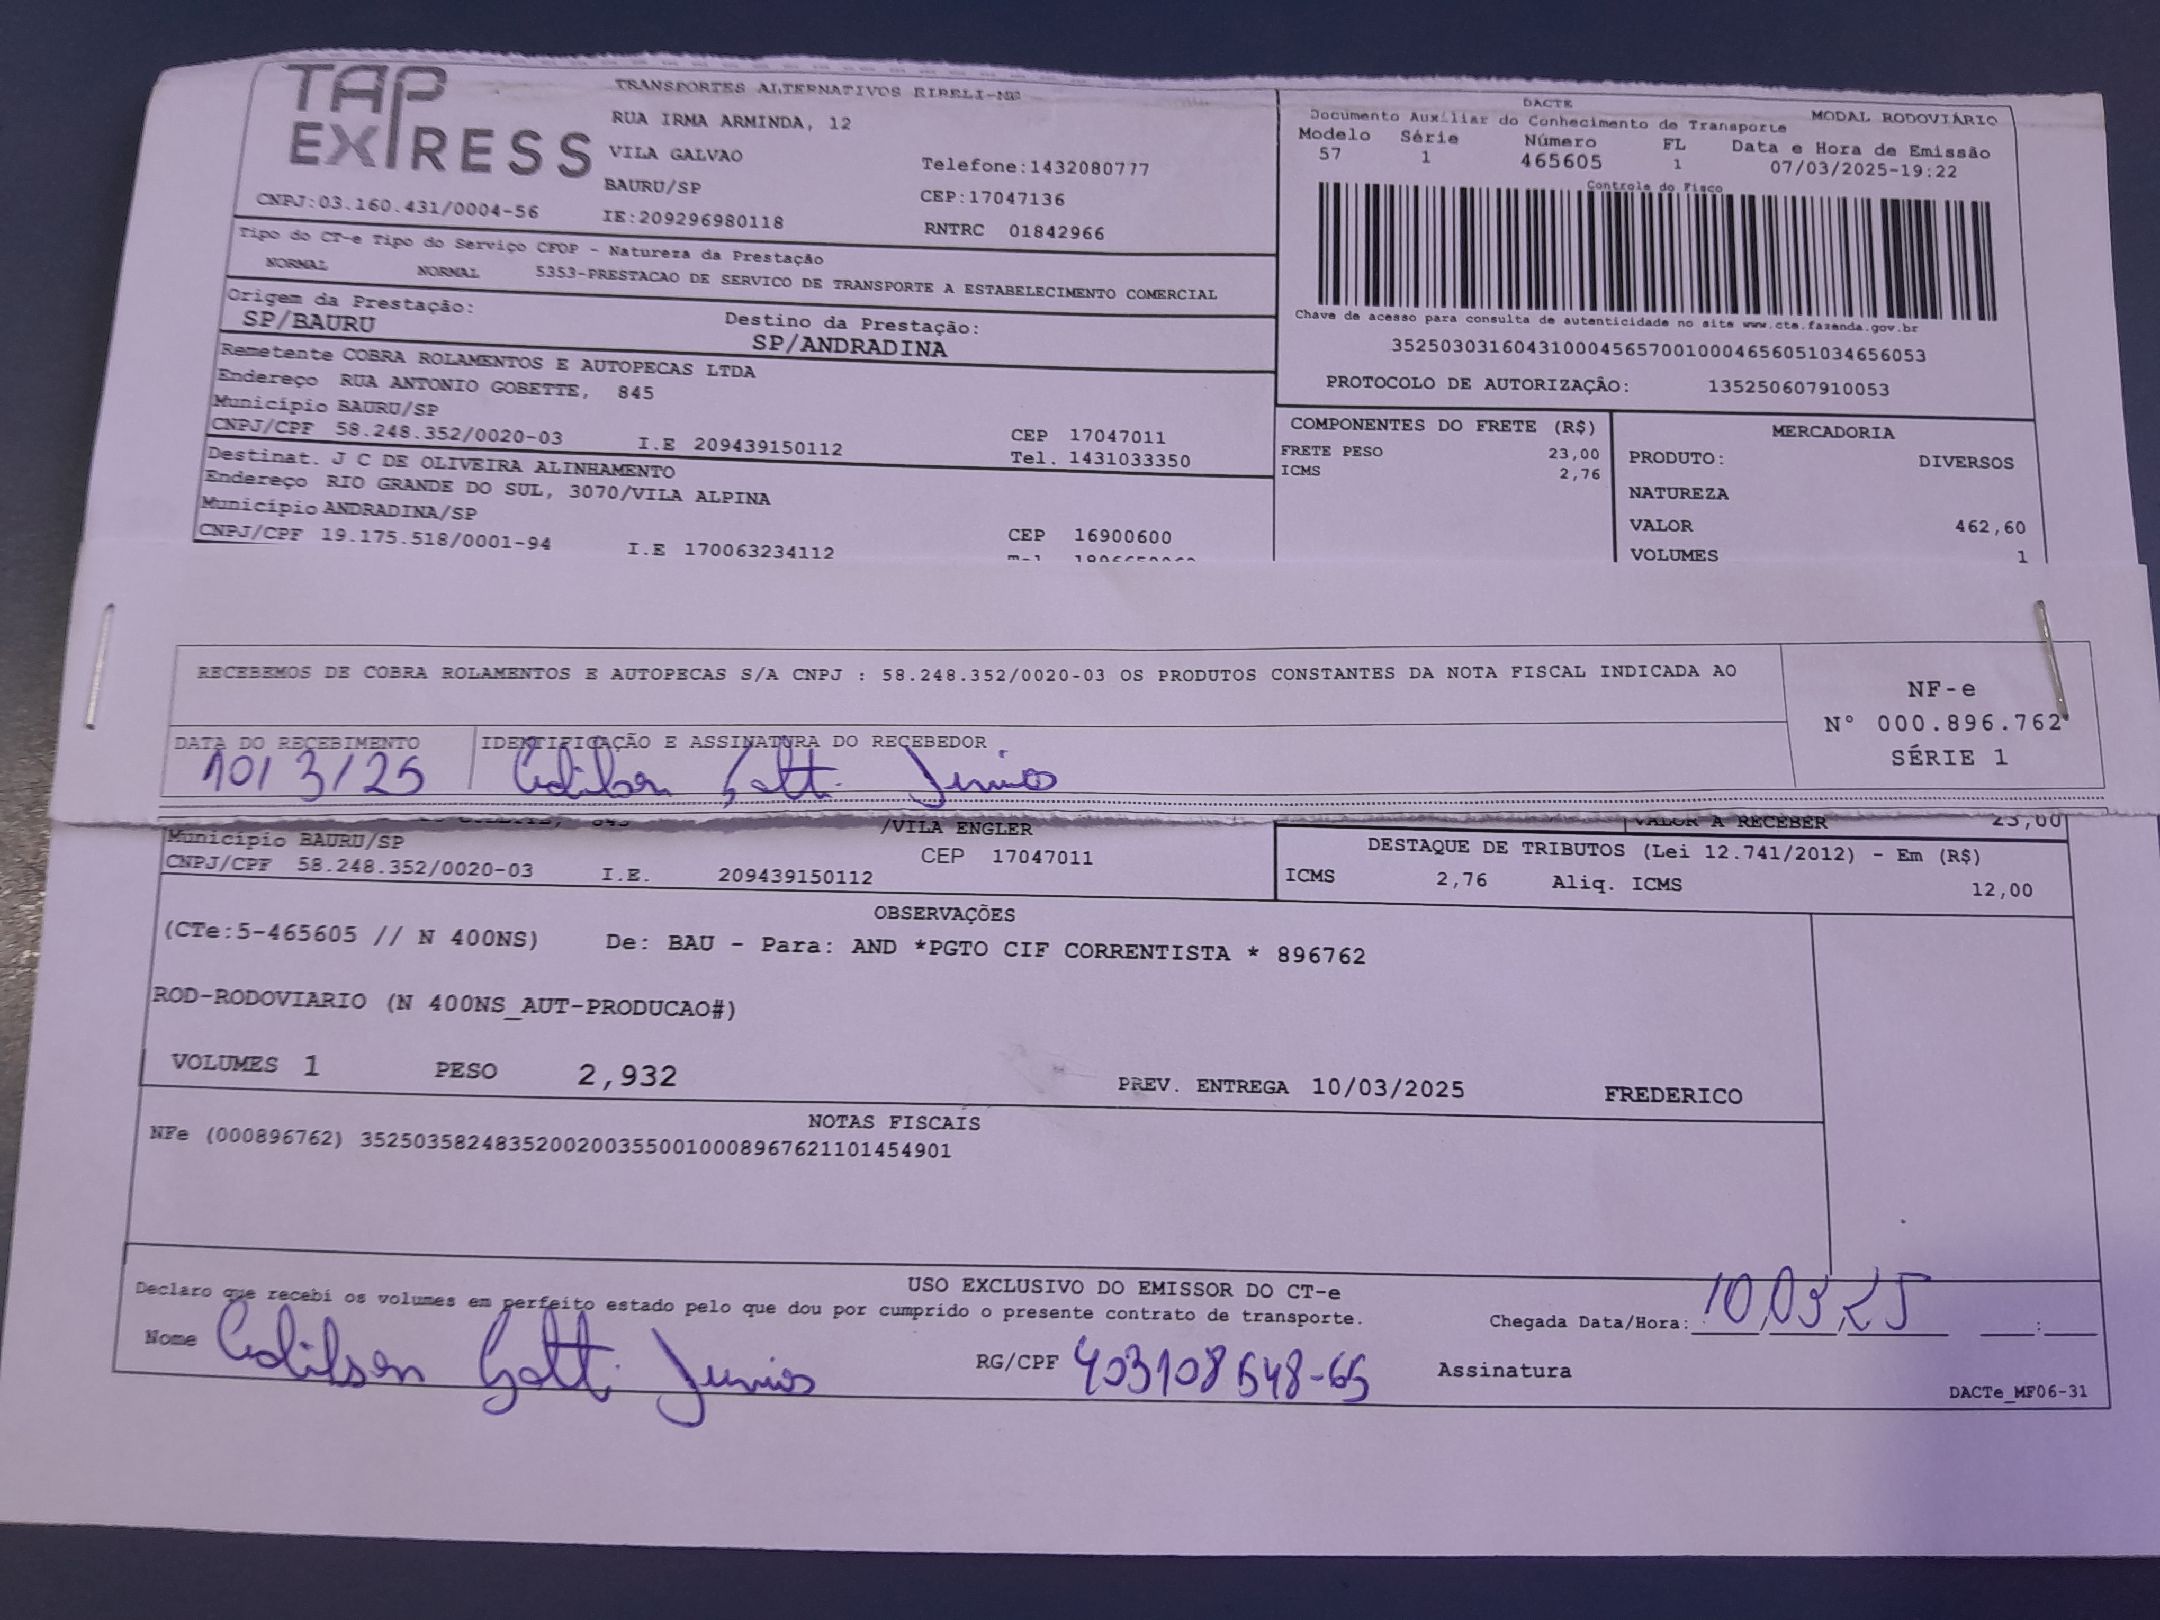 TAP EXPRESS
TRANSPORTES ALTERNATIVOS EIRELI-ME
RUA IRMA ARMINDA, 12
VILA GALVAO
Telefone:1432080777
BAURU/SP
CEP:17047136
CNPJ:03.160.431/0004-56
IE:209296980118
RNTRC 01842966
DACTE
Documento Auxiliar do Conhecimento de Transporte
MODAL RODOVIÁRIO
Modelo Série Número FL Data e Hora de Emissão
57 1 465605 1 07/03/2025-19:22
Controle do Fisco
Chave de acesso para consulta de autenticidade no site www.cte.fazenda.gov.br
35250303160431000456570010004656051034656053
PROTOCOLO DE AUTORIZAÇÃO: 135250607910053
Tipo do CT-e Tipo do Serviço CFOP - Natureza da Prestação
NORMAL NORMAL 5353-PRESTACAO DE SERVICO DE TRANSPORTE A ESTABELECIMENTO COMERCIAL
Origem da Prestação:
SP/BAURU
Destino da Prestação:
SP/ANDRADINA
Remetente COBRA ROLAMENTOS E AUTOPECAS LTDA
Endereço RUA ANTONIO GOBETTE, 845
Município BAURU/SP
CEP 17047011
CNPJ/CPF 58.248.352/0020-03 I.E 209439150112
Tel. 1431033350
Destinat. J C DE OLIVEIRA ALINHAMENTO
Endereço RIO GRANDE DO SUL, 3070/VILA ALPINA
Município ANDRADINA/SP
CEP 16900600
CNPJ/CPF 19.175.518/0001-94 I.E 170063234112
COMPONENTES DO FRETE (R$)
FRETE PESO 23,00
ICMS 2,76
MERCADORIA
PRODUTO: DIVERSOS
NATUREZA
VALOR 462,60
VOLUMES 1
RECEBEMOS DE COBRA ROLAMENTOS E AUTOPECAS S/A CNPJ : 58.248.352/0020-03 OS PRODUTOS CONSTANTES DA NOTA FISCAL INDICADA AO
NF-e
N° 000.896.762
SÉRIE 1
DATA DO RECEBIMENTO
IDENTIFICAÇÃO E ASSINATURA DO RECEBEDOR
10/3/25
Edilson Gatti Junior
/VILA ENGLER
VALOR A RECEBER 23,00
Município BAURU/SP
CEP 17047011
CNPJ/CPF 58.248.352/0020-03 I.E. 209439150112
DESTAQUE DE TRIBUTOS (Lei 12.741/2012) - Em (R$)
ICMS 2,76 Aliq. ICMS 12,00
OBSERVAÇÕES
(CTe:5-465605 // N 400NS) De: BAU - Para: AND *PGTO CIF CORRENTISTA * 896762
ROD-RODOVIARIO (N 400NS_AUT-PRODUCAO#)
VOLUMES 1 PESO 2,932 PREV. ENTREGA 10/03/2025 FREDERICO
NOTAS FISCAIS
NFe (000896762) 35250358248352002003550010008967621101454901
USO EXCLUSIVO DO EMISSOR DO CT-e
Declaro que recebi os volumes em perfeito estado pelo que dou por cumprido o presente contrato de transporte.
Chegada Data/Hora: 10/03/25 :
Nome Edilson Gatti Junior
RG/CPF 403108648-65
Assinatura
DACTe_MF06-31